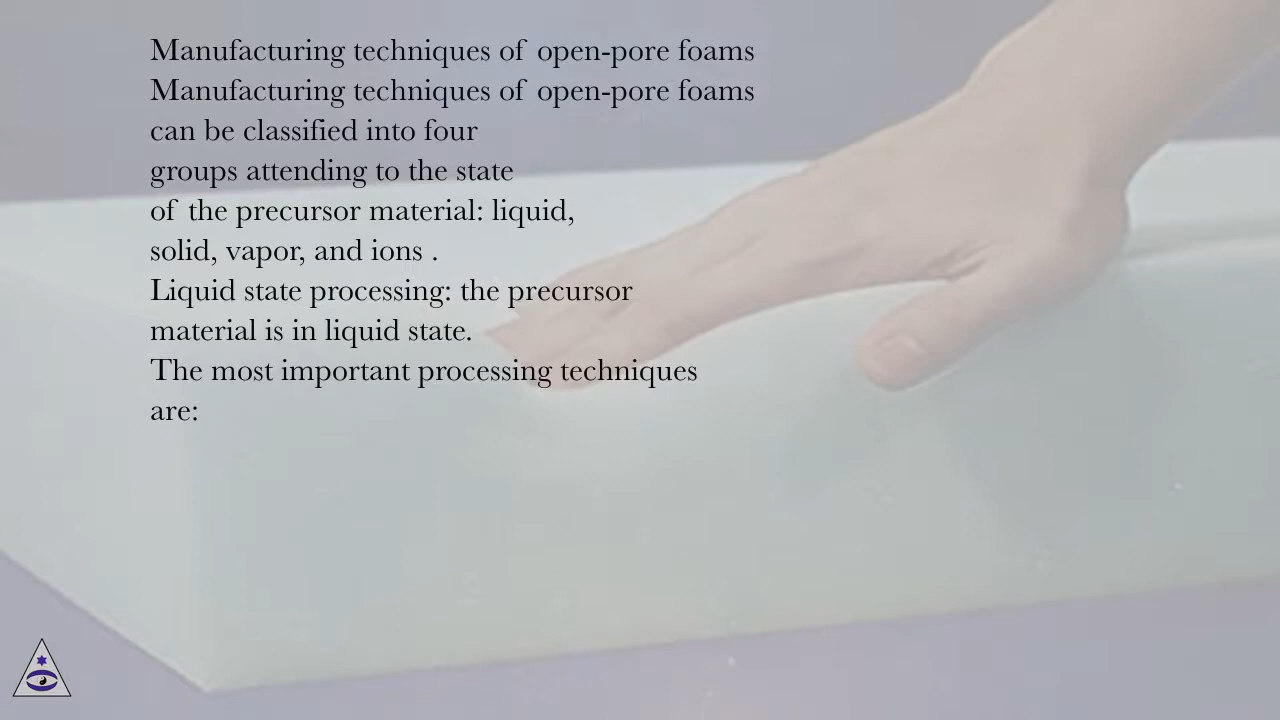 Manufacturing techniques of open-pore foams
Manufacturing techniques of open-pore foams
can be classified into four
groups attending to the state
of the precursor material: liquid,
solid, vapor, and ions .
Liquid state processing: the precursor
material is in liquid state.
The most important processing techniques
are: